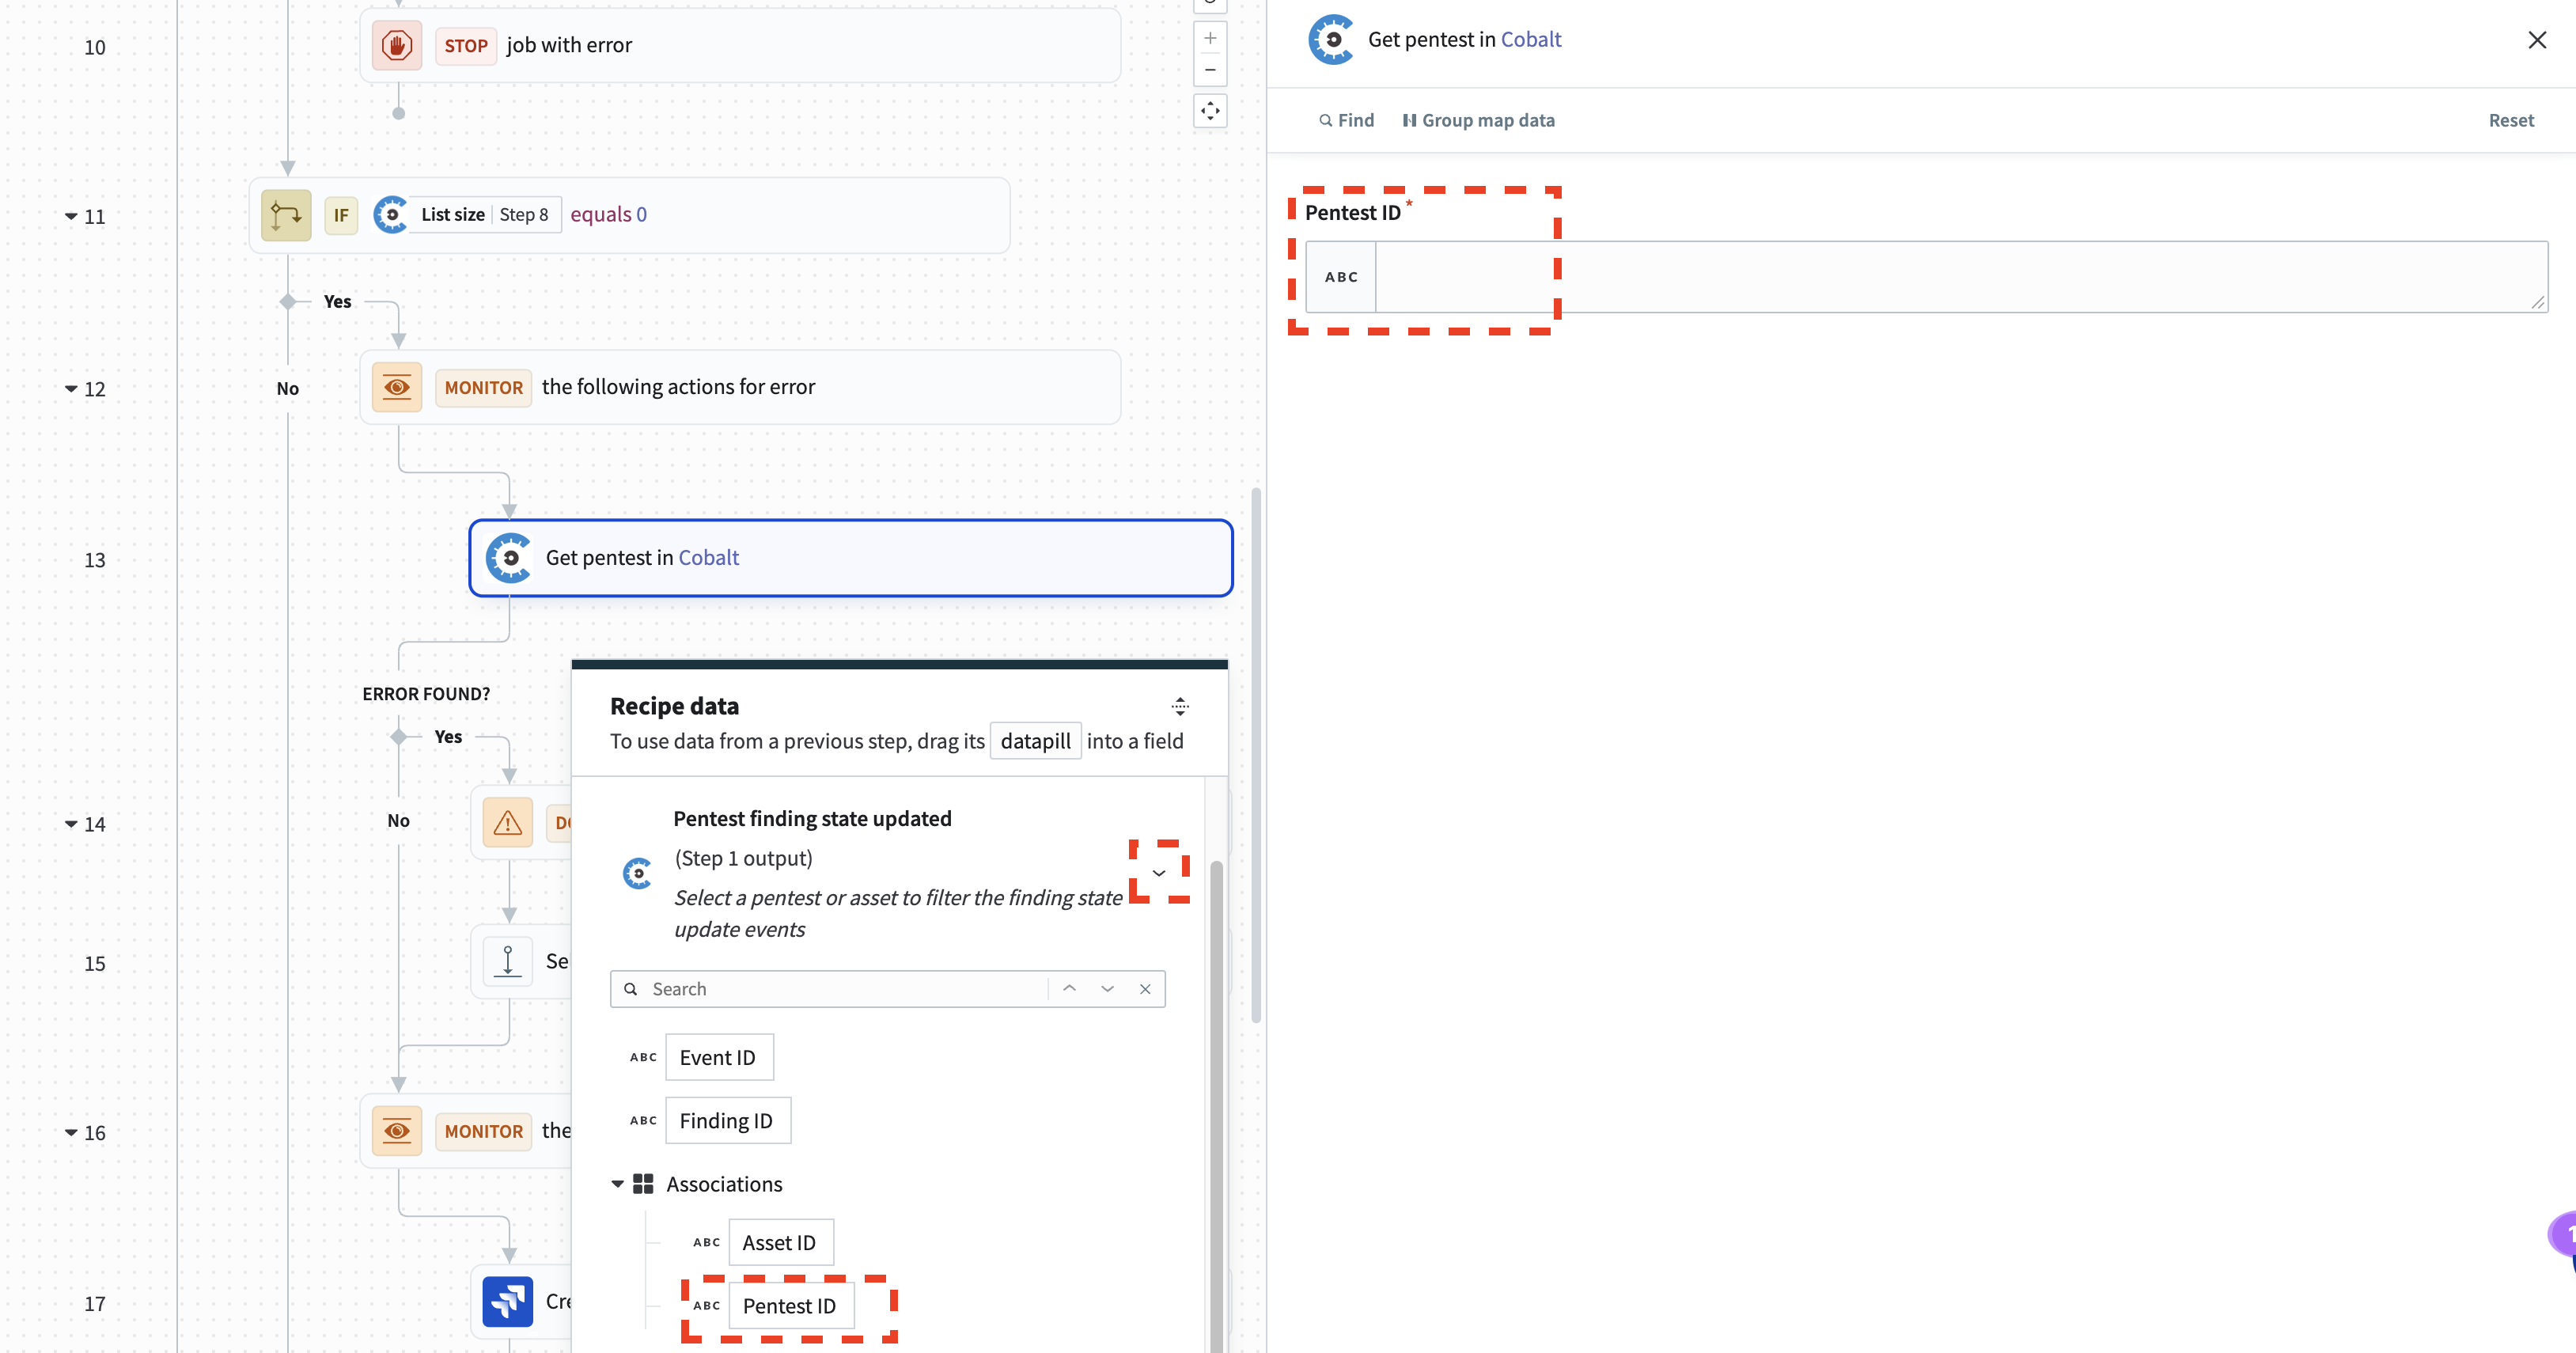 10
STOP job with error
11
IF List size Step 8 equals 0
Yes
No
12
MONITOR the following actions for error
13
Get pentest in Cobalt
ERROR FOUND?
Yes
No
14
15
Se
16
MONITOR the
17
Cre
Recipe data
To use data from a previous step, drag its datapill into a field
Pentest finding state updated
(Step 1 output)
Select a pentest or asset to filter the finding state
update events
Search
ABC Event ID
ABC Finding ID
Associations
ABC Asset ID
ABC Pentest ID
Get pentest in Cobalt
Find Group map data Reset
Pentest ID *
ABC